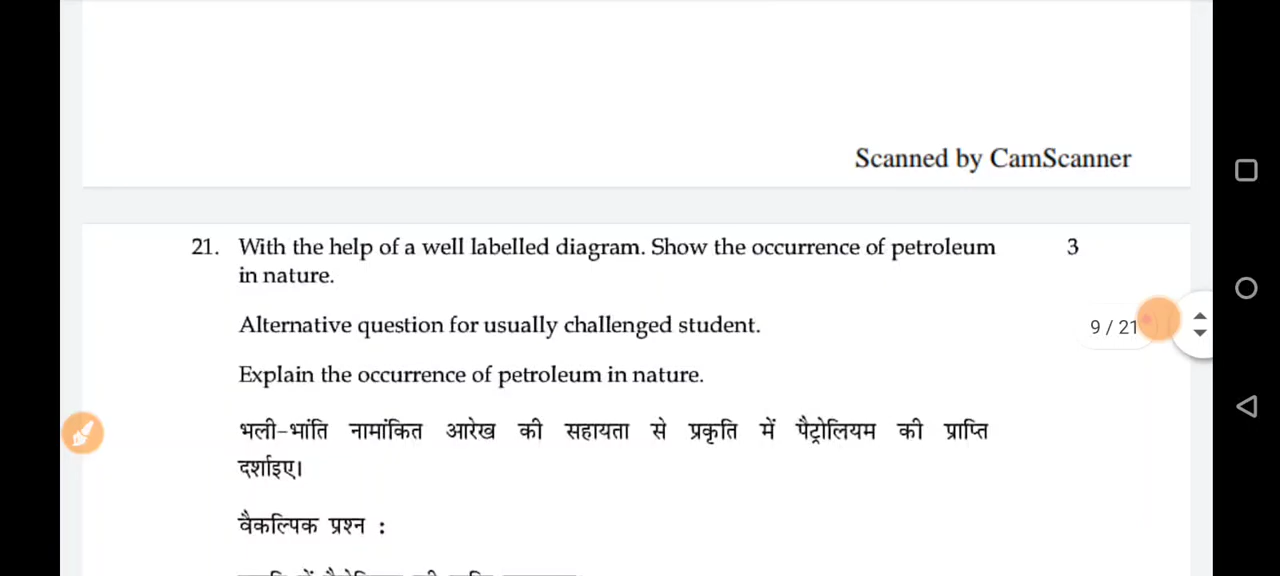 Scanned by CamScanner
21. With the help of a well labelled diagram. Show the occurrence of petroleum 3
in nature.
9 / 21
Alternative question for usually challenged student.
Explain the occurrence of petroleum in nature.
भली-भांति नामांकित आरेख की सहायता से प्रकृति में पैट्रोलियम की प्राप्ति
दर्शाइए।
वैकल्पिक प्रश्न :